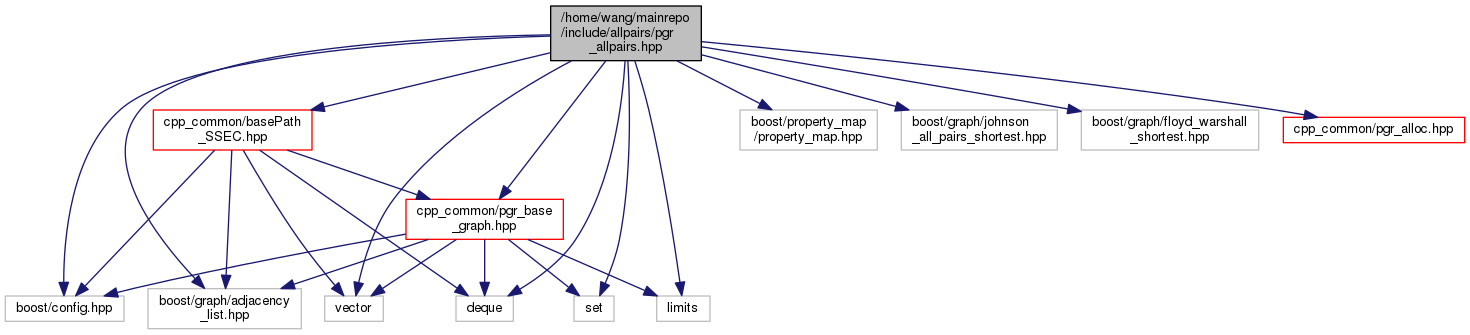 /home/wang/mainrepo
/include/allpairs/pgr
_allpairs.hpp
cpp_common/basePath
_SSEC.hpp
boost/property_map
/property_map.hpp
boost/graph/johnson
_all_pairs_shortest.hpp
boost/graph/floyd_warshall
_shortest.hpp
cpp_common/pgr_alloc.hpp
cpp_common/pgr_base
_graph.hpp
boost/config.hpp
boost/graph/adjacency
_list.hpp
vector
deque
set
limits